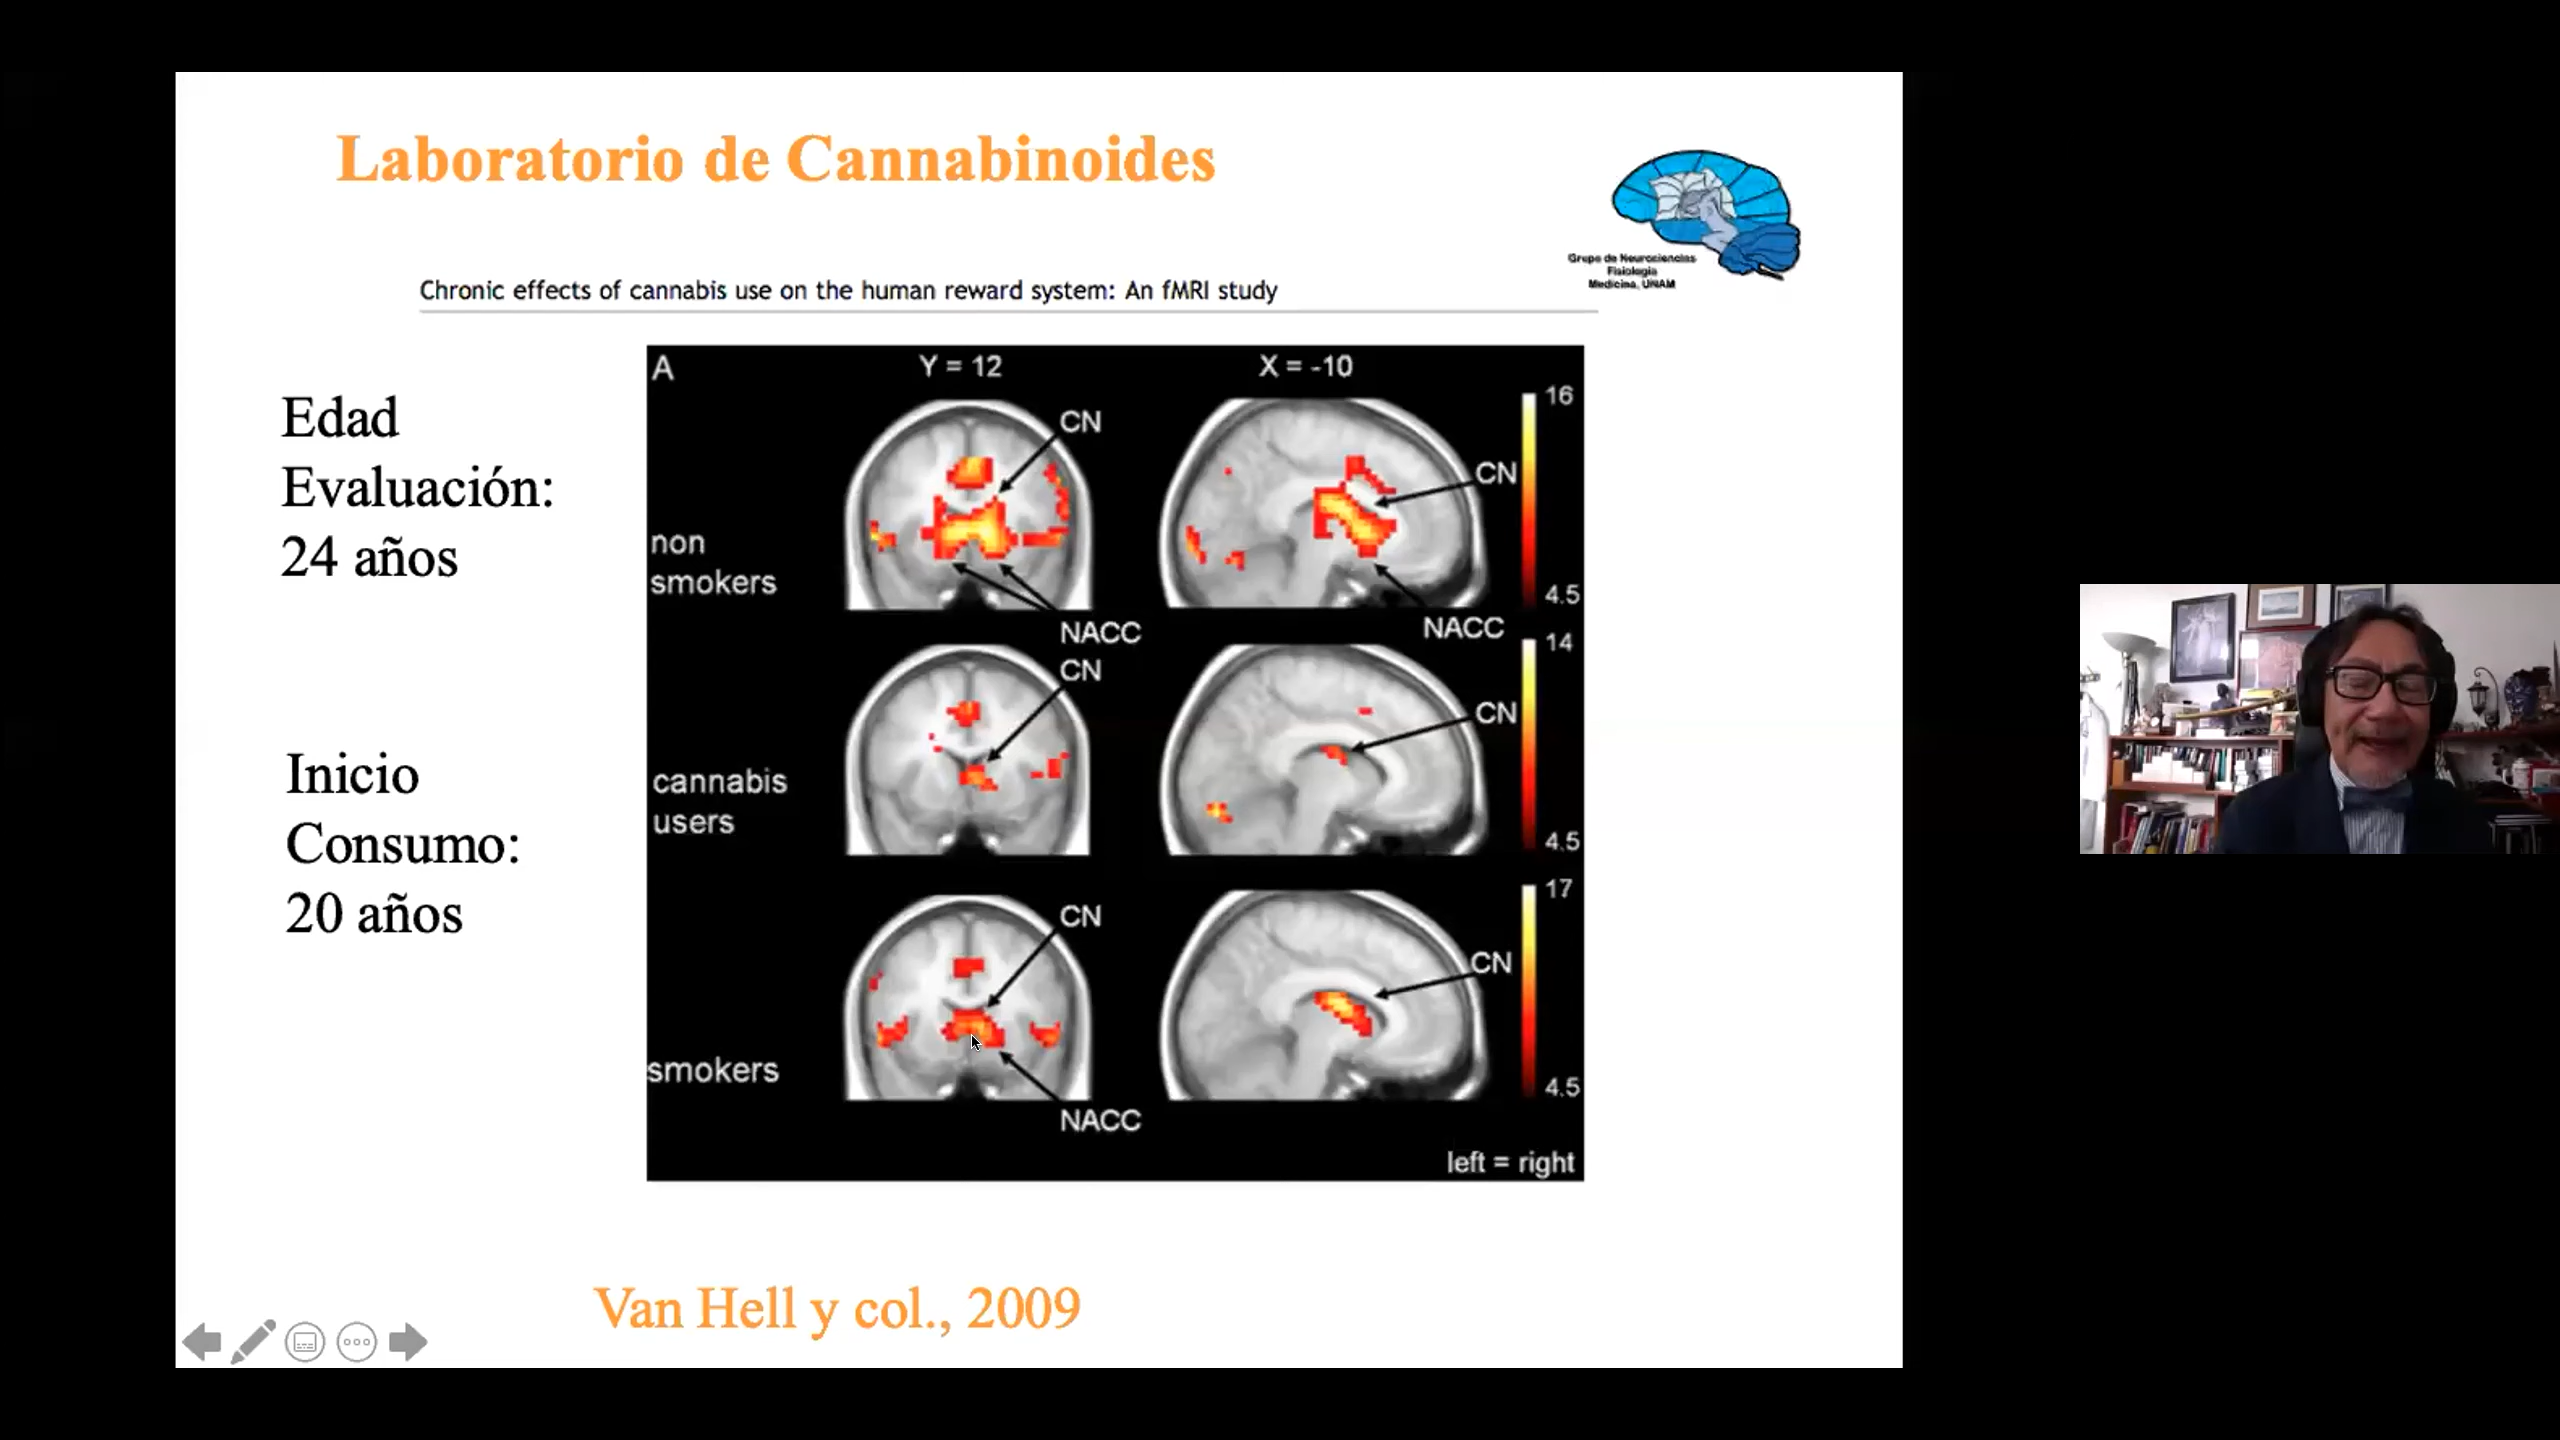 Laboratorio de Cannabinoides
Grupo de Neurociencias
Fisiología
Medicina, UNAM
Chronic effects of cannabis use on the human reward system: An fMRI study
Edad
Evaluación:
24 años
Inicio
Consumo:
20 años
A
Y = 12
X = -10
CN
CN
16
non
smokers
4.5
NACC
NACC
14
CN
CN
cannabis
users
4.5
17
CN
CN
smokers
4.5
NACC
left = right
Van Hell y col., 2009